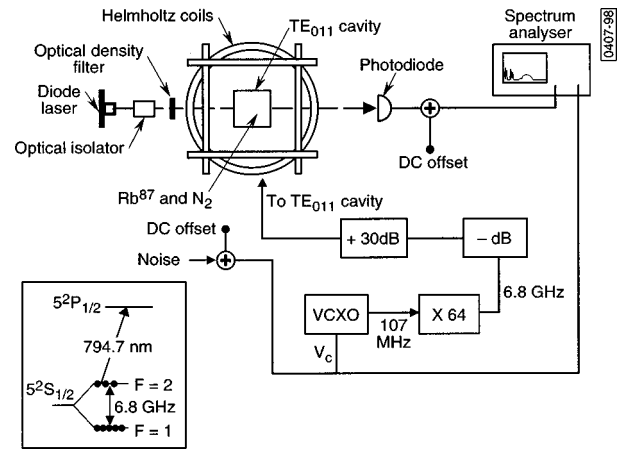 Helmholtz coils
TE011 cavity
Spectrum
analyser
0407-98
Optical density
filter
Photodiode
Diode
laser
Optical isolator
DC offset
Rb87 and N2
To TE011 cavity
DC offset
+ 30dB
– dB
Noise
6.8 GHz
5²P1/2
VCXO
107
MHz
X 64
794.7 nm
Vc
5²S1/2
F = 2
6.8 GHz
F = 1